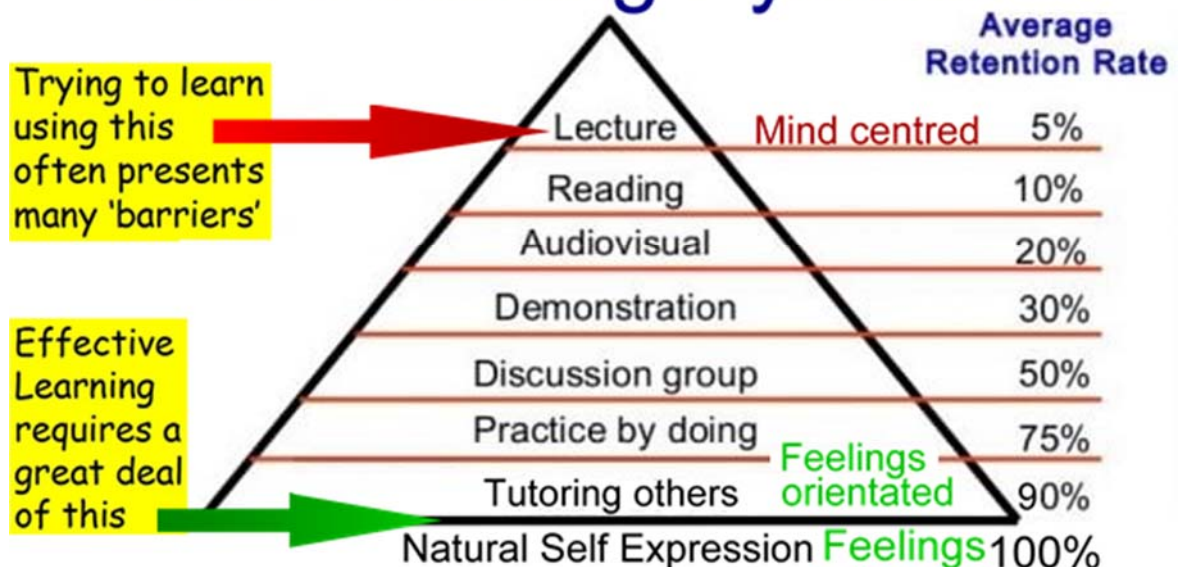 Average
Retention Rate
Trying to learn
using this
often presents
many ‘barriers’
Lecture Mind centred 5%
Reading 10%
Audiovisual 20%
Demonstration 30%
Effective
Learning
requires a
great deal
of this
Discussion group 50%
Practice by doing 75%
Feelings
orientated
Tutoring others 90%
Natural Self Expression Feelings 100%